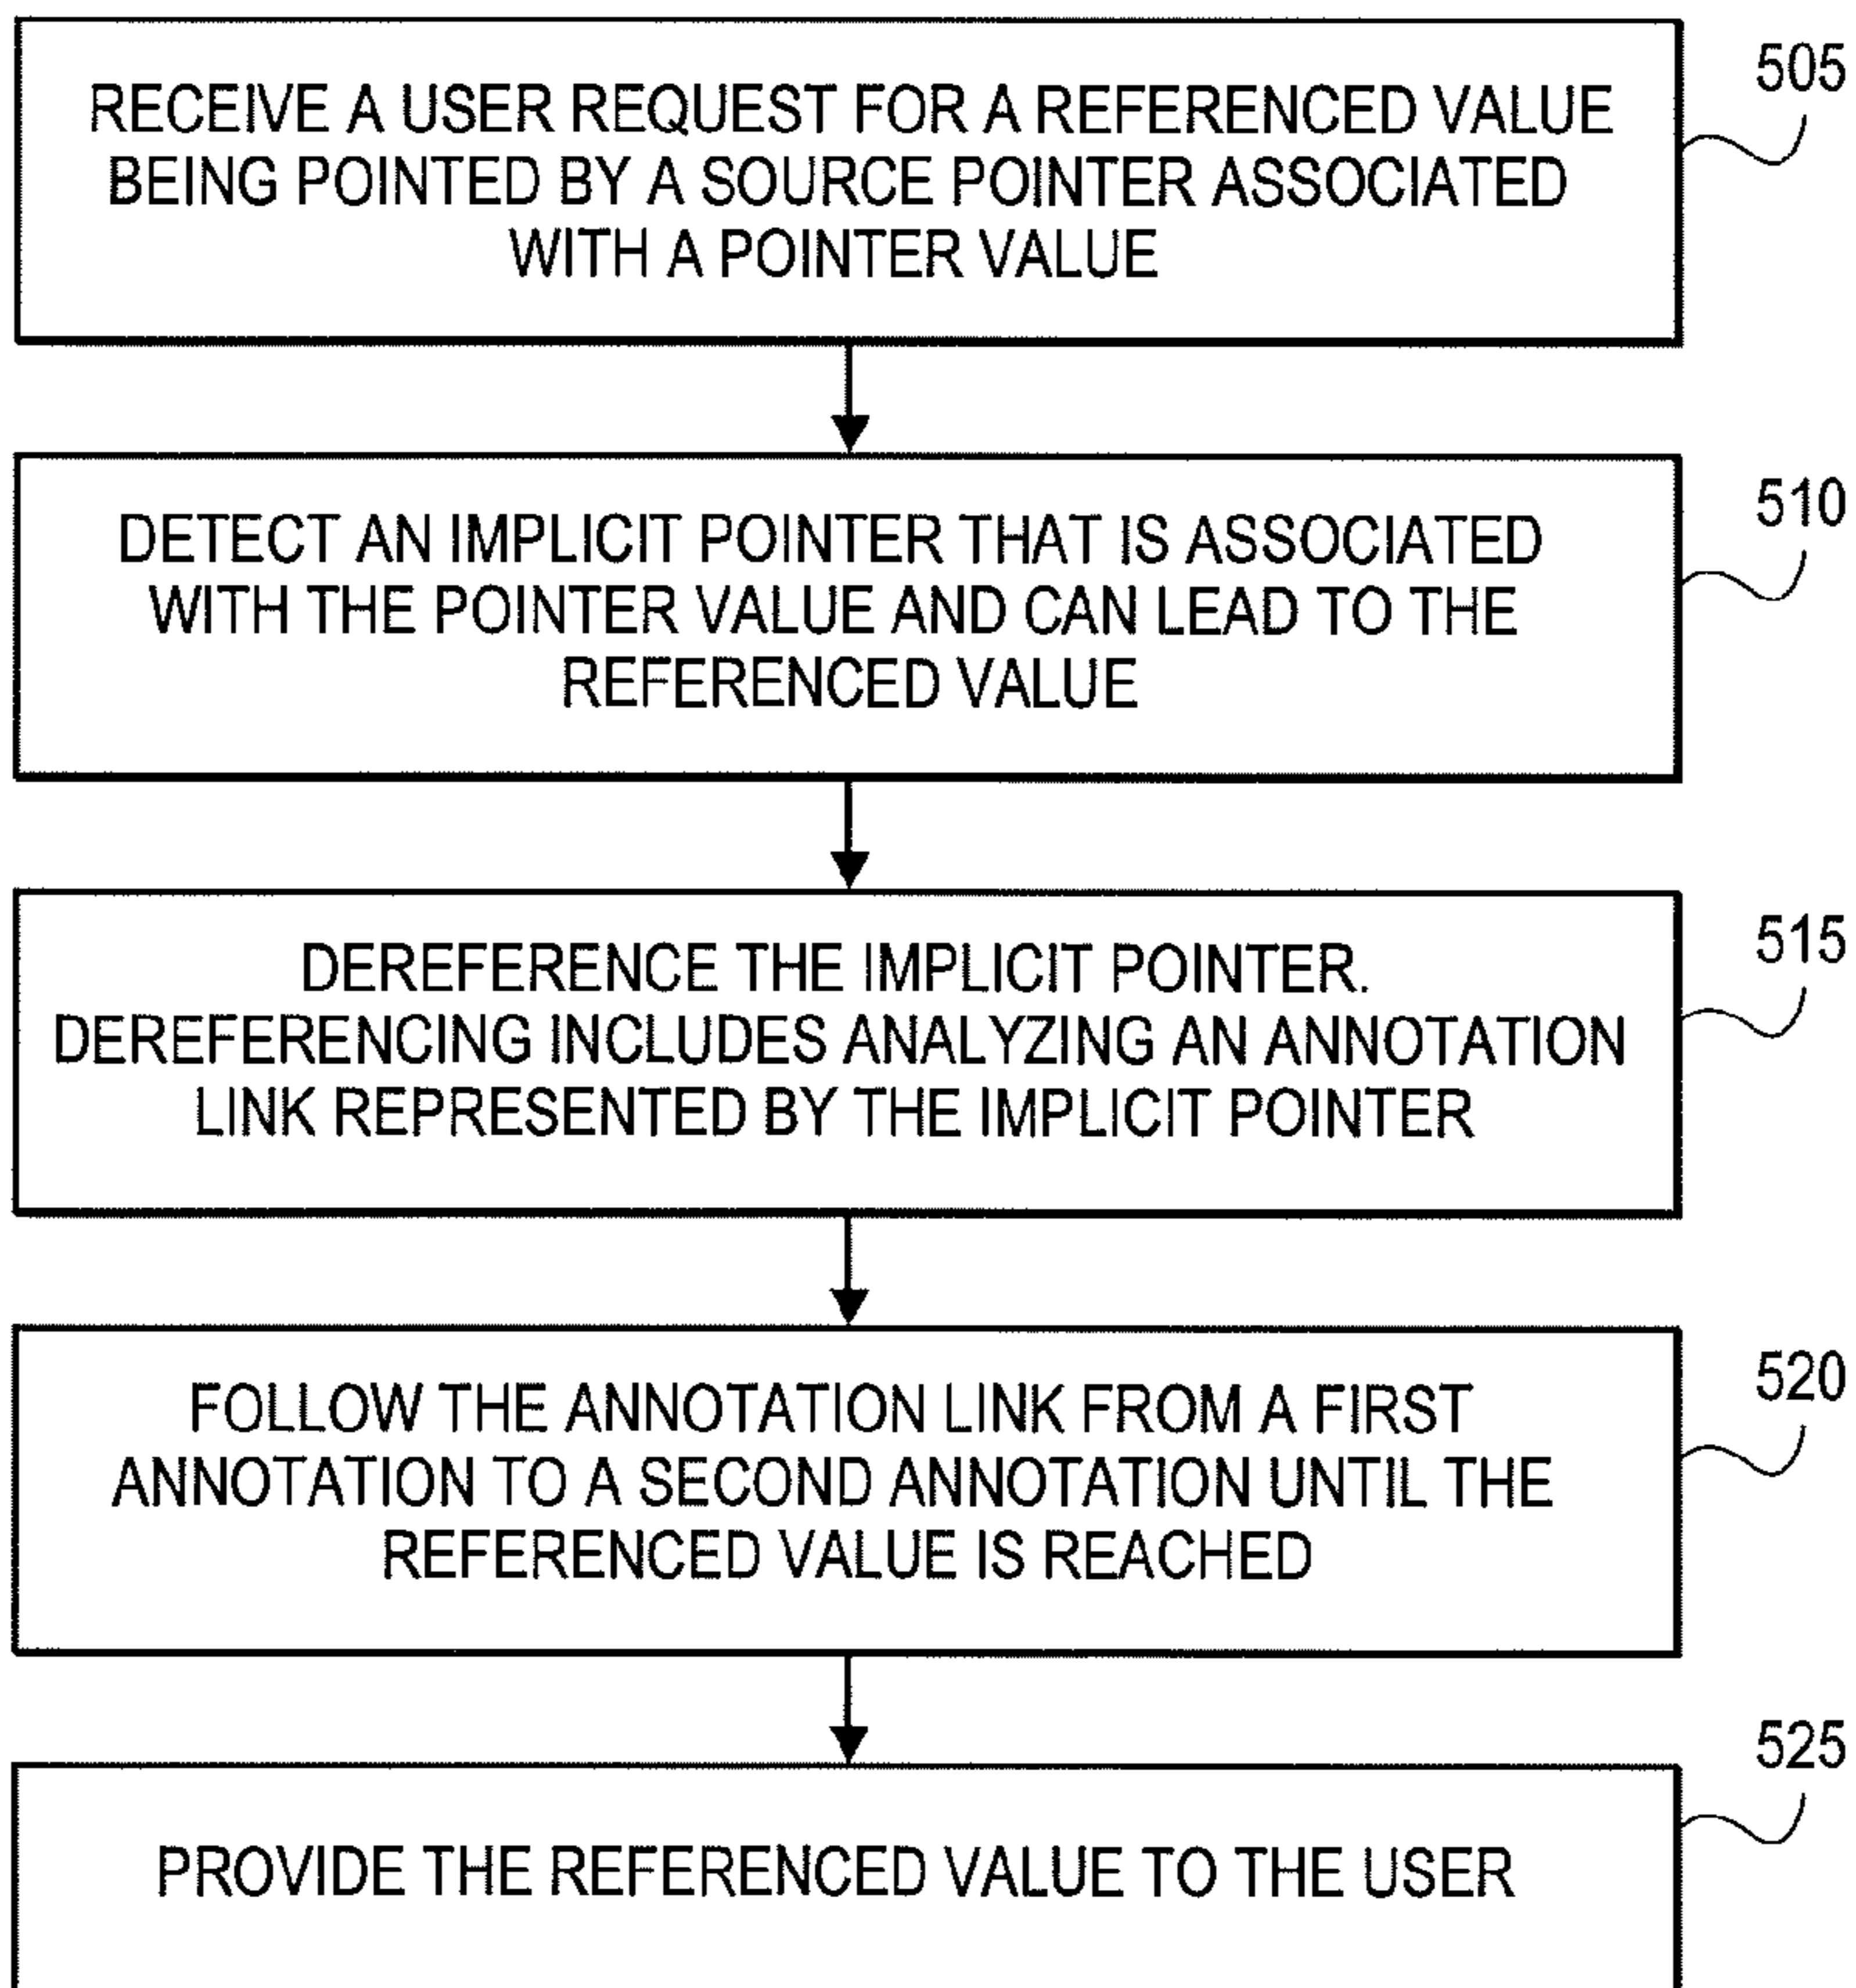 RECEIVE A USER REQUEST FOR A REFERENCED VALUE
BEING POINTED BY A SOURCE POINTER ASSOCIATED
WITH A POINTER VALUE
505
DETECT AN IMPLICIT POINTER THAT IS ASSOCIATED
WITH THE POINTER VALUE AND CAN LEAD TO THE
REFERENCED VALUE
510
DEREFERENCE THE IMPLICIT POINTER.
DEREFERENCING INCLUDES ANALYZING AN ANNOTATION
LINK REPRESENTED BY THE IMPLICIT POINTER
515
FOLLOW THE ANNOTATION LINK FROM A FIRST
ANNOTATION TO A SECOND ANNOTATION UNTIL THE
REFERENCED VALUE IS REACHED
520
PROVIDE THE REFERENCED VALUE TO THE USER
525